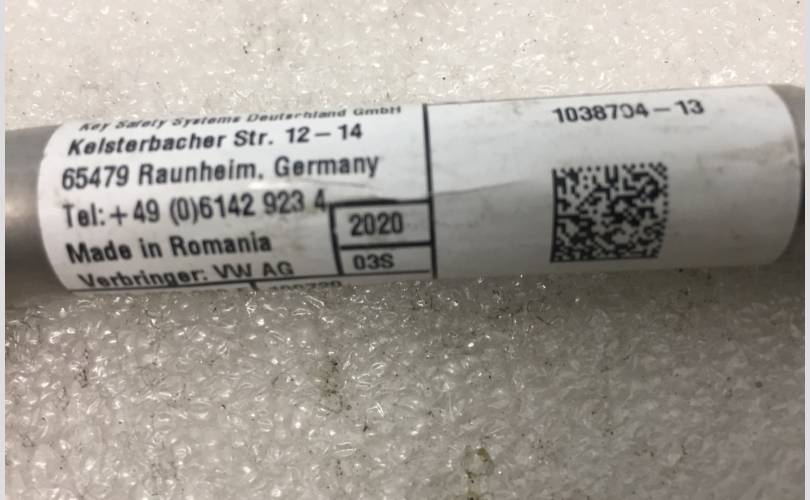 Key Safety Systems Deutschland GmbH
Kelsterbacher Str. 12–14
65479 Raunheim, Germany
Tel:+49 (0)6142 923 4
Made in Romania
Verbringer: VW AG
2020
03S
1038704–13